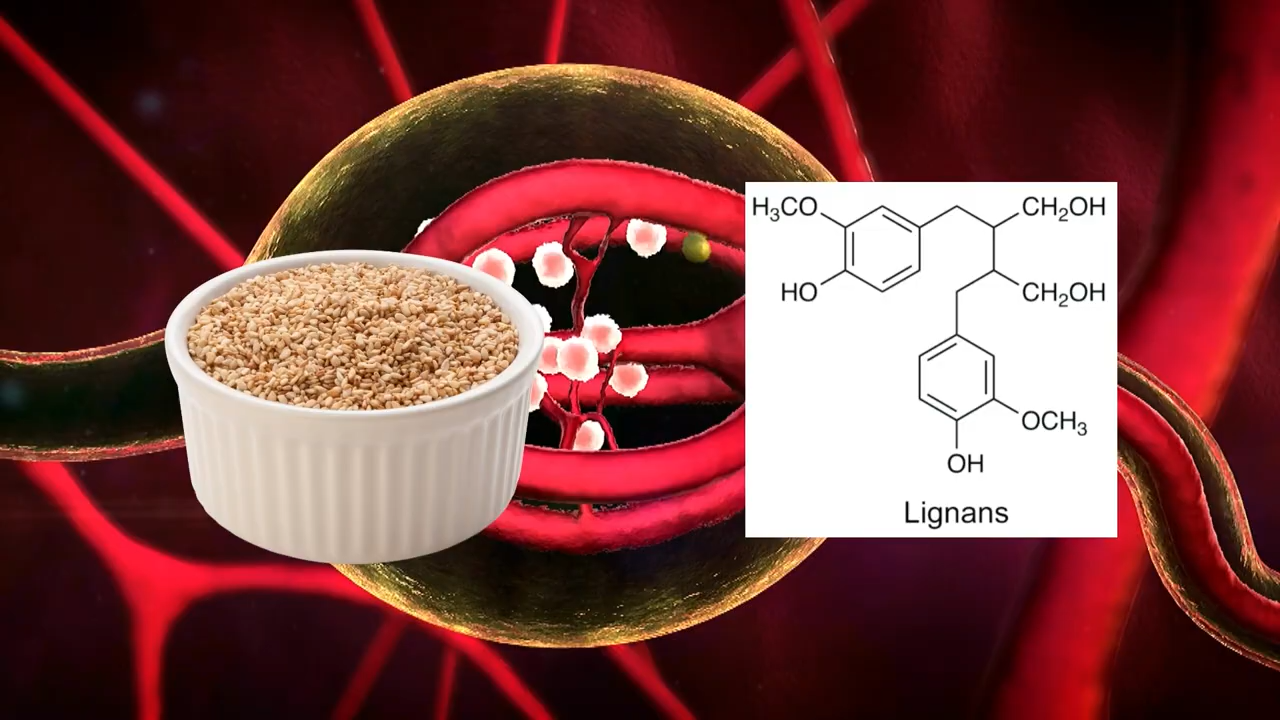 H₃CO
CH₂OH
HO
CH₂OH
OCH₃
OH
Lignans